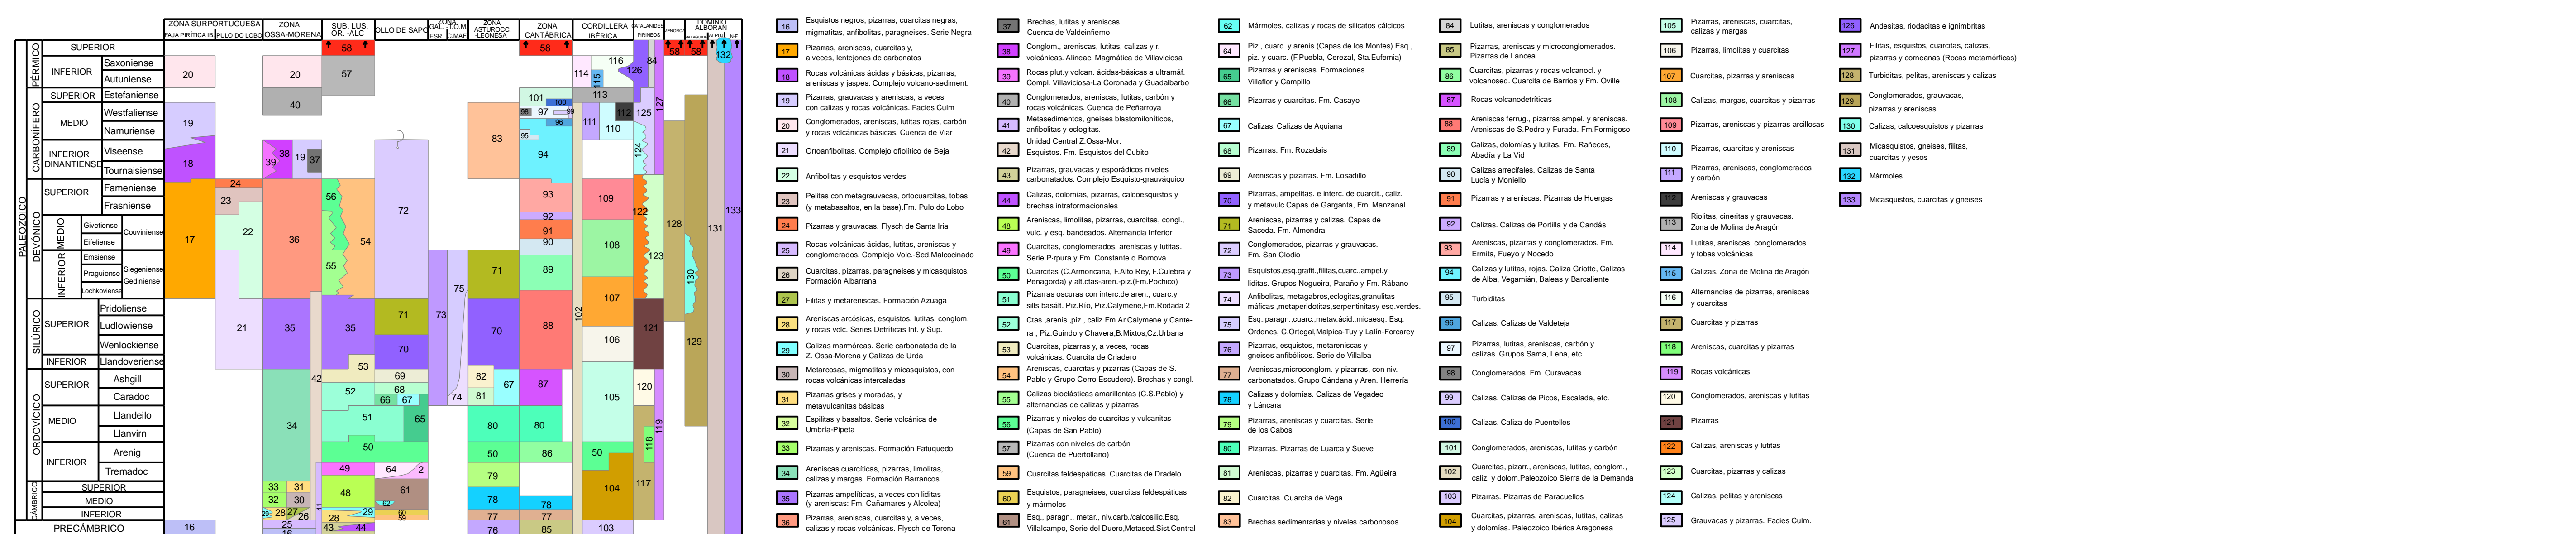 ZONA SURPORTUGUESA
FAJA PIRÍTICA IB.
PULO DO LOBO
ZONA
OSSA-MORENA
SUB. LUS.
OR. -ALC
OLLO DE SAPO
ZONA
GAL.
ESR.
T.O.M.
C.MAF.
ZONA
ASTUROCC.
-LEONESA
ZONA
CANTÁBRICA
CORDILLERA
IBÉRICA
CATALANIDES
PIRINEOS
MENORCA
DOMINIO
ALBORÁN
MALAGUIDE
ALPU.
N-F
PALEOZOICO
PÉRMICO
SUPERIOR
INFERIOR
Saxoniense
Autuniense
CARBONÍFERO
SUPERIOR
Estefaniense
MEDIO
Westfaliense
Namuriense
INFERIOR
DINANTIENSE
Viseense
Tournaisiense
DEVÓNICO
SUPERIOR
Fameniense
Frasniense
MEDIO
Givetiense
Eifeliense
Couviniense
INFERIOR
Emsiense
Praguiense
Lochkoviense
Siegeniense
Gediniense
SILÚRICO
SUPERIOR
Pridoliense
Ludlowiense
Wenlockiense
INFERIOR
Llandoveriense
ORDOVÍCICO
SUPERIOR
Ashgill
Caradoc
MEDIO
Llandeilo
Llanvirn
INFERIOR
Arenig
Tremadoc
CÁMBRICO
SUPERIOR
MEDIO
INFERIOR
PRECÁMBRICO
16 Esquistos negros, pizarras, cuarcitas negras,
migmatitas, anfibolitas, paragneises. Serie Negra
17 Pizarras, areniscas, cuarcitas y,
a veces, lentejones de carbonatos
18 Rocas volcánicas ácidas y básicas, pizarras,
areniscas y jaspes. Complejo volcano-sediment.
19 Pizarras, grauvacas y areniscas, a veces
con calizas y rocas volcánicas. Facies Culm
20 Conglomerados, areniscas, lutitas rojas, carbón
y rocas volcánicas básicas. Cuenca de Viar
21 Ortoanfibolitas. Complejo ofiolítico de Beja
22 Anfibolitas y esquistos verdes
23 Pelitas con metagrauvacas, ortocuarcitas, tobas
(y metabasaltos, en la base).Fm. Pulo do Lobo
24 Pizarras y grauvacas. Flysch de Santa Iria
25 Rocas volcánicas ácidas, lutitas, areniscas y
conglomerados. Complejo Volc.-Sed.Malcocinado
26 Cuarcitas, pizarras, paragneises y micasquistos.
Formación Albarrana
27 Filitas y metareniscas. Formación Azuaga
28 Areniscas arcósicas, esquistos, lutitas, conglom.
y rocas volc. Series Detríticas Inf. y Sup.
29 Calizas marmóreas. Serie carbonatada de la
Z. Ossa-Morena y Calizas de Urda
30 Metarcosas, migmatitas y micasquistos, con
rocas volcánicas intercaladas
31 Pizarras grises y moradas, y
metavulcanitas básicas
32 Espilitas y basaltos. Serie volcánica de
Umbría-Pipeta
33 Pizarras y areniscas. Formación Fatuquedo
34 Areniscas cuarcíticas, pizarras, limolitas,
calizas y margas. Formación Barrancos
35 Pizarras ampelíticas, a veces con liditas
(y areniscas: Fm. Cañamares y Alcolea)
36 Pizarras, areniscas, cuarcitas y, a veces,
calizas y rocas volcánicas. Flysch de Terena
37 Brechas, lutitas y areniscas.
Cuenca de Valdeinfierno
38 Conglom., areniscas, lutitas, calizas y r.
volcánicas. Alineac. Magmática de Villaviciosa
39 Rocas plut.y volcan. ácidas-básicas a ultramáf.
Compl. Villaviciosa-La Coronada y Guadalbarbo
40 Conglomerados, areniscas, lutitas, carbón y
rocas volcánicas. Cuenca de Peñarroya
41 Metasedimentos, gneises blastomiloníticos,
anfibolitas y eclogitas.
Unidad Central Z.Ossa-Mor.
42 Esquistos. Fm. Esquistos del Cubito
43 Pizarras, grauvacas y esporádicos niveles
carbonatados. Complejo Esquisto-grauváquico
44 Calizas, dolomías, pizarras, calcoesquistos y
brechas intraformacionales
48 Areniscas, limolitas, pizarras, cuarcitas, congl.,
vulc. y esq. bandeados. Alternancia Inferior
49 Cuarcitas, conglomerados, areniscas y lutitas.
Serie P-rpura y Fm. Constante o Bornova
50 Cuarcitas (C.Armoricana, F.Alto Rey, F.Culebra y
Peñagorda) y alt.ctas-aren.-piz.(Fm.Pochico)
51 Pizarras oscuras con interc.de aren., cuarc.y
sills basált. Piz.Río, Piz.Calymene,Fm.Rodada 2
52 Ctas.,arenis.,piz., caliz.Fm.Ar.Calymene y Cante-
ra , Piz.Guindo y Chavera,B.Mixtos,Cz.Urbana
53 Cuarcitas, pizarras y, a veces, rocas
volcánicas. Cuarcita de Criadero
54 Areniscas, cuarcitas y pizarras (Capas de S.
Pablo y Grupo Cerro Escudero). Brechas y congl.
55 Calizas bioclásticas amarillentas (C.S.Pablo) y
alternancias de calizas y pizarras
56 Pizarras y niveles de cuarcitas y vulcanitas
(Capas de San Pablo)
57 Pizarras con niveles de carbón
(Cuenca de Puertollano)
59 Cuarcitas feldespáticas. Cuarcitas de Dradelo
60 Esquistos, paragneises, cuarcitas feldespáticas
y mármoles
61 Esq., paragn., metar., niv.carb./calcosilic.Esq.
Villalcampo, Serie del Duero,Metased.Sist.Central
62 Mármoles, calizas y rocas de silicatos cálcicos
64 Piz., cuarc. y arenis.(Capas de los Montes).Esq.,
piz. y cuarc. (F.Puebla, Cerezal, Sta.Eufemia)
65 Pizarras y areniscas. Formaciones
Villaflor y Campillo
66 Pizarras y cuarcitas. Fm. Casayo
67 Calizas. Calizas de Aquiana
68 Pizarras. Fm. Rozadais
69 Areniscas y pizarras. Fm. Losadillo
70 Pizarras, ampelitas. e interc. de cuarcit., caliz.
y metavulc.Capas de Garganta, Fm. Manzanal
71 Areniscas, pizarras y calizas. Capas de
Saceda. Fm. Almendra
72 Conglomerados, pizarras y grauvacas.
Fm. San Clodio
73 Esquistos,esq.grafit.,filitas,cuarc.,ampel.y
liditas. Grupos Nogueira, Paraño y Fm. Rábano
74 Anfibolitas, metagabros,eclogitas,granulitas
máficas ,metaperidotitas,serpentinitasy esq.verdes.
75 Esq.,paragn.,cuarc.,metav.ácid.,micaesq. Esq.
Ordenes, C.Ortegal,Malpica-Tuy y Lalín-Forcarey
76 Pizarras, esquistos, metareniscas y
gneises anfibólicos. Serie de Villalba
77 Areniscas,microconglom. y pizarras, con niv.
carbonatados. Grupo Cándana y Aren. Herrería
78 Calizas y dolomías. Calizas de Vegadeo
y Láncara
79 Pizarras, areniscas y cuarcitas. Serie
de los Cabos
80 Pizarras. Pizarras de Luarca y Sueve
81 Areniscas, pizarras y cuarcitas. Fm. Agüeira
82 Cuarcitas. Cuarcita de Vega
83 Brechas sedimentarias y niveles carbonosos
84 Lutitas, areniscas y conglomerados
85 Pizarras, areniscas y microconglomerados.
Pizarras de Lancea
86 Cuarcitas, pizarras y rocas volcanocl. y
volcanosed. Cuarcita de Barrios y Fm. Oville
87 Rocas volcanodetríticas
88 Areniscas ferrug., pizarras ampel. y areniscas.
Areniscas de S.Pedro y Furada. Fm.Formigoso
89 Calizas, dolomías y lutitas. Fm. Rañeces,
Abadía y La Vid
90 Calizas arrecifales. Calizas de Santa
Lucía y Moniello
91 Pizarras y areniscas. Pizarras de Huergas
92 Calizas. Calizas de Portilla y de Candás
93 Areniscas, pizarras y conglomerados. Fm.
Ermita, Fueyo y Nocedo
94 Calizas y lutitas, rojas. Caliza Griotte, Calizas
de Alba, Vegamián, Baleas y Barcaliente
95 Turbiditas
96 Calizas. Calizas de Valdeteja
97 Pizarras, lutitas, areniscas, carbón y
calizas. Grupos Sama, Lena, etc.
98 Conglomerados. Fm. Curavacas
99 Calizas. Calizas de Picos, Escalada, etc.
100 Calizas. Caliza de Puentelles
101 Conglomerados, areniscas, lutitas y carbón
102 Cuarcitas, pizarr., areniscas, lutitas, conglom.,
caliz. y dolom.Paleozoico Sierra de la Demanda
103 Pizarras. Pizarras de Paracuellos
104 Cuarcitas, pizarras, areniscas, lutitas, calizas
y dolomías. Paleozoico Ibérica Aragonesa
105 Pizarras, areniscas, cuarcitas,
calizas y margas
106 Pizarras, limolitas y cuarcitas
107 Cuarcitas, pizarras y areniscas
108 Calizas, margas, cuarcitas y pizarras
109 Pizarras, areniscas y pizarras arcillosas
110 Pizarras, cuarcitas y areniscas
111 Pizarras, areniscas, conglomerados
y carbón
112 Areniscas y grauvacas
113 Riolitas, cineritas y grauvacas.
Zona de Molina de Aragón
114 Lutitas, areniscas, conglomerados
y tobas volcánicas
115 Calizas. Zona de Molina de Aragón
116 Alternancias de pizarras, areniscas
y cuarcitas
117 Cuarcitas y pizarras
118 Areniscas, cuarcitas y pizarras
119 Rocas volcánicas
120 Conglomerados, areniscas y lutitas
121 Pizarras
122 Calizas, areniscas y lutitas
123 Cuarcitas, pizarras y calizas
124 Calizas, pelitas y areniscas
125 Grauvacas y pizarras. Facies Culm.
126 Andesitas, riodacitas e ignimbritas
127 Filitas, esquistos, cuarcitas, calizas,
pizarras y corneanas (Rocas metamórficas)
128 Turbiditas, pelitas, areniscas y calizas
129 Conglomerados, grauvacas,
pizarras y areniscas
130 Calizas, calcoesquistos y pizarras
131 Micasquistos, gneises, filitas,
cuarcitas y yesos
132 Mármoles
133 Micasquistos, cuarcitas y gneises